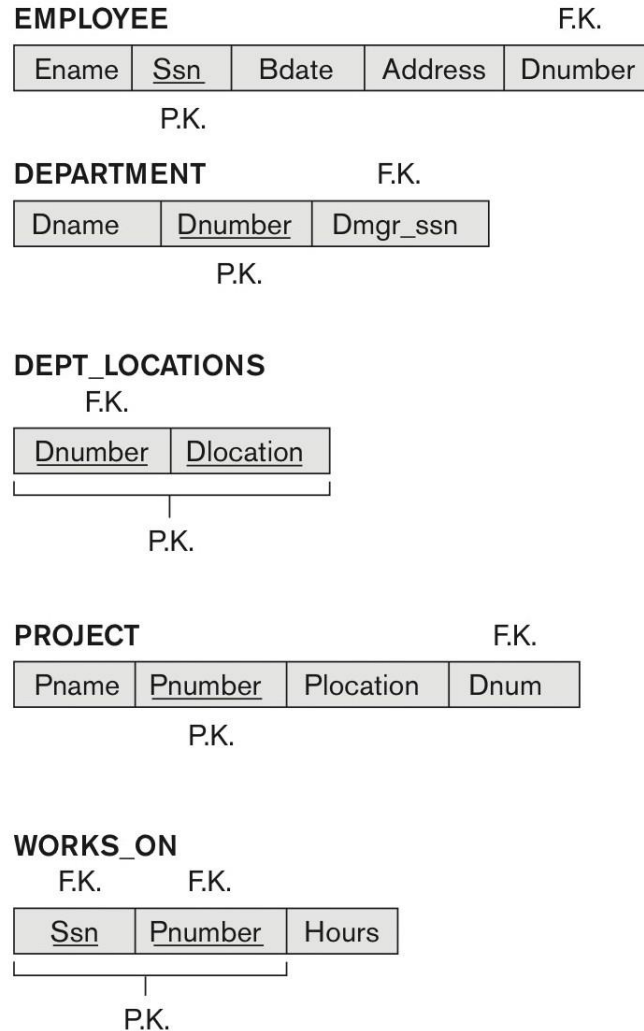 EMPLOYEE F.K.
Ename Ssn Bdate Address Dnumber
P.K.
DEPARTMENT F.K.
Dname Dnumber Dmgr_ssn
P.K.
DEPT_LOCATIONS
F.K.
Dnumber Dlocation
P.K.
PROJECT F.K.
Pname Pnumber Plocation Dnum
P.K.
WORKS_ON
F.K. F.K.
Ssn Pnumber Hours
P.K.